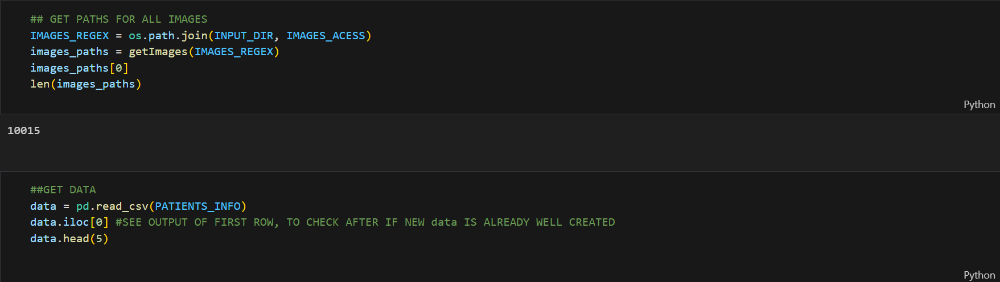 ## GET PATHS FOR ALL IMAGES
IMAGES_REGEX = os.path.join(INPUT_DIR, IMAGES_ACESS)
images_paths = getImages(IMAGES_REGEX)
images_paths[0]
len(images_paths)
Python
10015
##GET DATA
data = pd.read_csv(PATIENTS_INFO)
data.iloc[0] #SEE OUTPUT OF FIRST ROW, TO CHECK AFTER IF NEW data IS ALREADY WELL CREATED
data.head(5)
Python